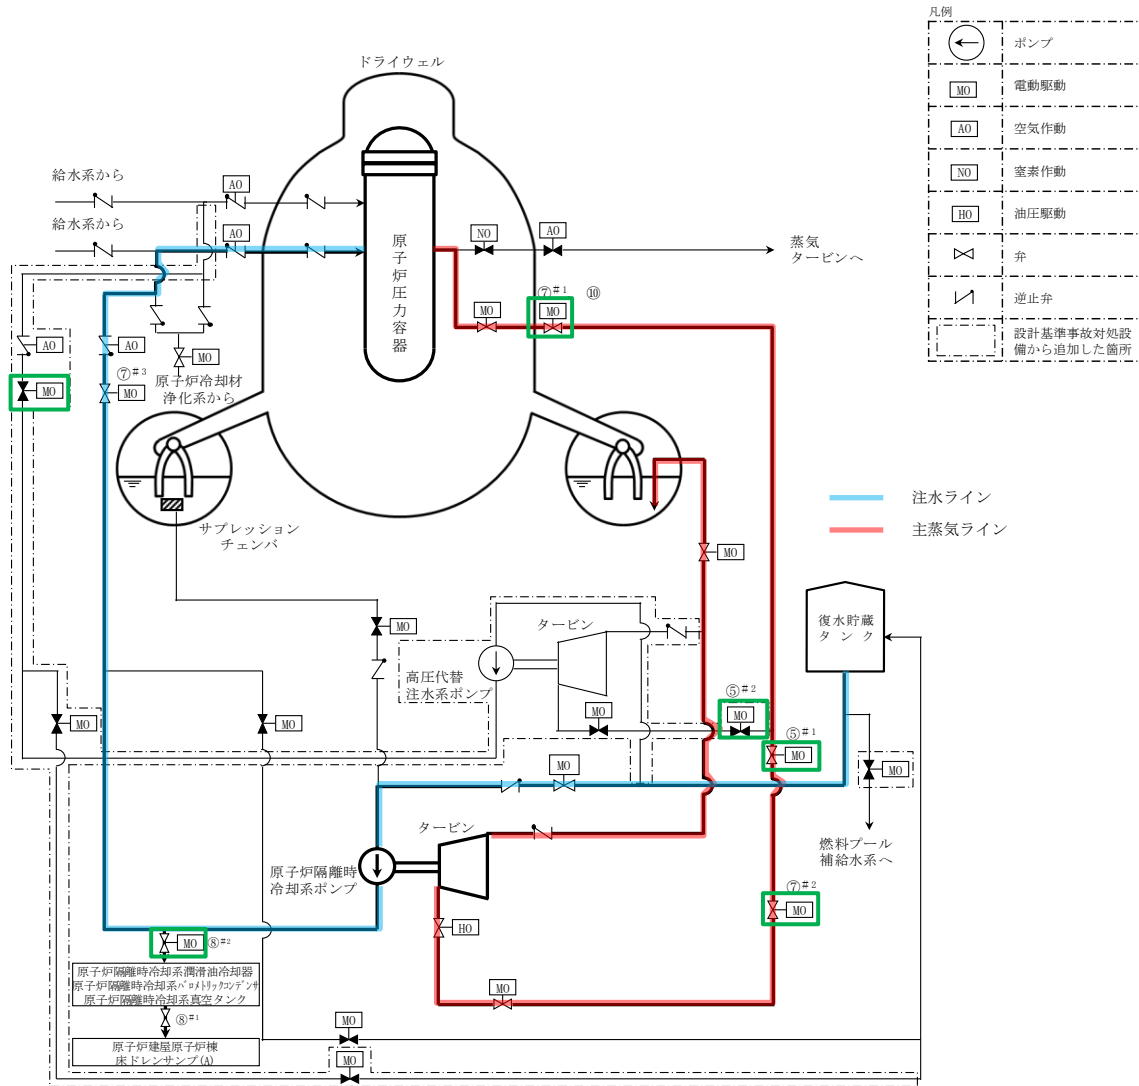 凡例
ポンプ
MO
電動駆動
AO
空気作動
NO
窒素作動
HO
油圧駆動
弁
逆止弁
設計基準事故対処設
備から追加した箇所
ドライウェル
給水系から
AO
給水系から
AO
原子炉圧力容器
NO
AO
蒸気
タービンへ
MO
⑦#1
MO
⑩
AO
AO
MO
⑦#3
MO
MO
原子炉冷却材
浄化系から
サプレッション
チェンバ
注水ライン
主蒸気ライン
MO
MO
タービン
高圧代替
注水系ポンプ
復水貯蔵
タンク
MO
⑤#2
MO
MO
MO
⑤#1
MO
MO
MO
燃料プール
補給水系へ
タービン
原子炉隔離時
冷却系ポンプ
⑦#2
MO
HO
MO
⑧#2
MO
原子炉隔離時冷却系潤滑油冷却器
原子炉隔離時冷却系バロメトリックコンデンサ
原子炉隔離時冷却系真空タンク
⑧#1
原子炉建屋原子炉棟
床ドレンサンプ(A)
MO
MO